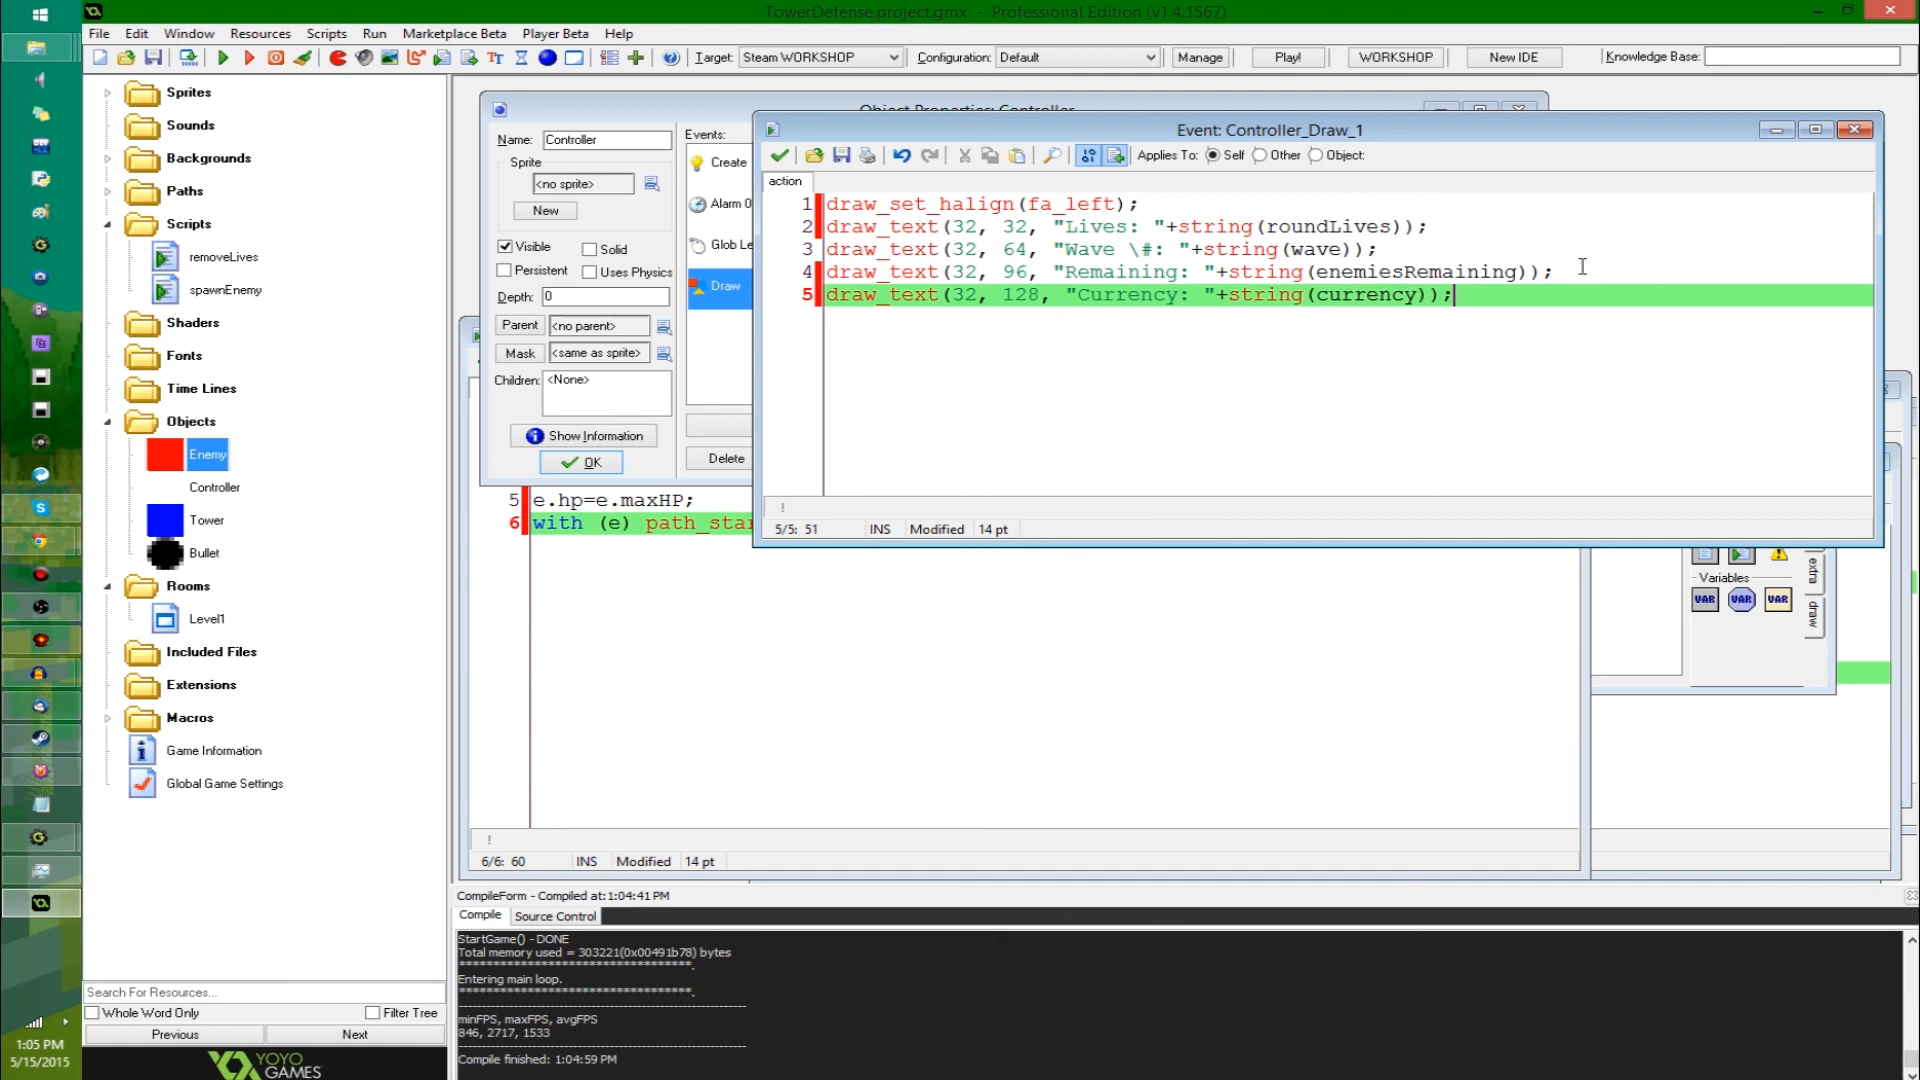 TowerDefense.project.gmx - Professional Edition (v1.4.1567)
File Edit Window Resources Scripts Run Marketplace Beta Player Beta Help
Target: Steam WORKSHOP Configuration: Default Manage Play! WORKSHOP New IDE Knowledge Base:
Sprites
Sounds
Backgrounds
Paths
Scripts
removeLives
spawnEnemy
Shaders
Fonts
Time Lines
Objects
Enemy
Controller
Tower
Bullet
Rooms
Level1
Included Files
Extensions
Macros
Game Information
Global Game Settings
Search For Resources...
Whole Word Only Filter Tree
Previous Next
YOYO
GAMES
1:05 PM
5/15/2015
Object Properties: Controller
Name: Controller
Sprite
<no sprite>
New
Visible Solid
Persistent Uses Physics
Depth: 0
Parent <no parent>
Mask <same as sprite>
Children: <None>
Show Information
OK
Events:
Create
Alarm 0
Glob Le
Draw
Delete
Event: Controller_Draw_1
Applies To: Self Other Object:
action
1 draw_set_halign(fa_left);
2 draw_text(32, 32, "Lives: "+string(roundLives));
3 draw_text(32, 64, "Wave \#: "+string(wave));
4 draw_text(32, 96, "Remaining: "+string(enemiesRemaining));
5 draw_text(32, 128, "Currency: "+string(currency));
5/5: 51 INS Modified 14 pt
5 e.hp=e.maxHP;
6 with (e) path_star
6/6: 60 INS Modified 14 pt
Variables
VAR VAR VAR
extra
draw
CompileForm - Compiled at:1:04:41 PM
Compile Source Control
StartGame() - DONE
Total memory used = 303221(0x00491b78) bytes
***********************************.
Entering main loop.
***********************************.
minFPS, maxFPS, avgFPS
846, 2717, 1533
Compile finished: 1:04:59 PM